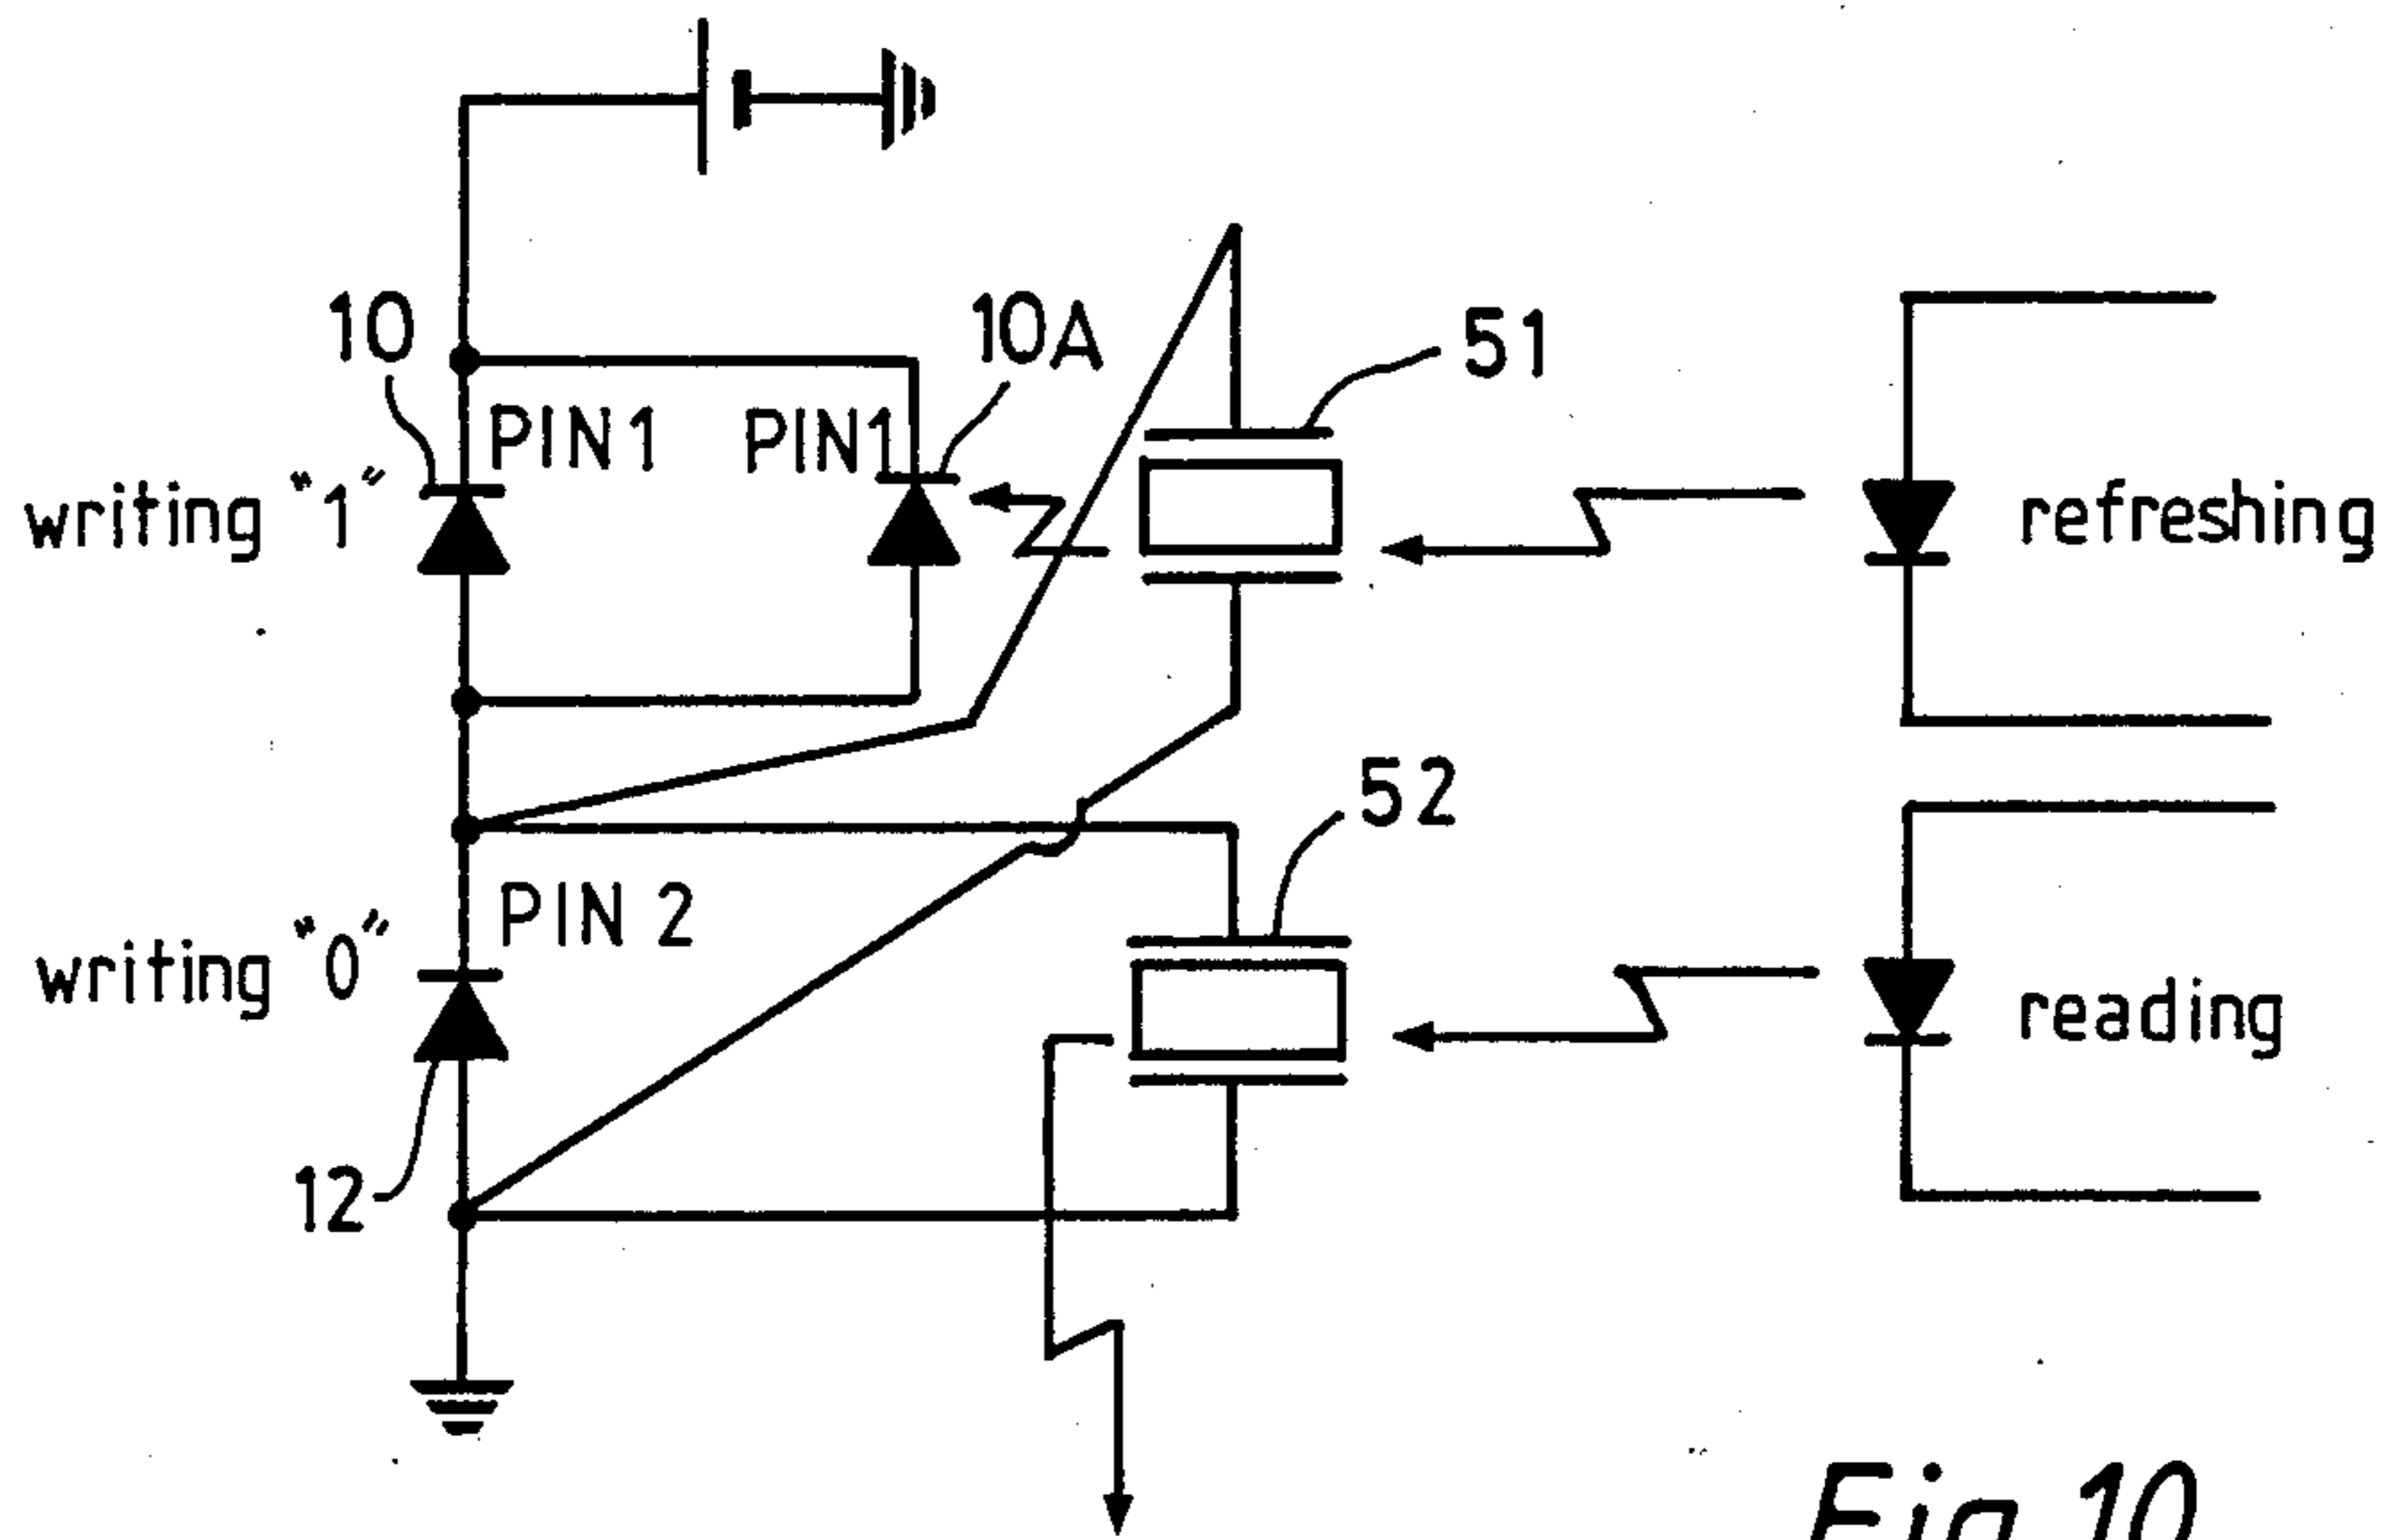 10
10A
51
PIN1
PIN1
writing "1"
refreshing
52
PIN 2
writing "0"
reading
12
Fig.10